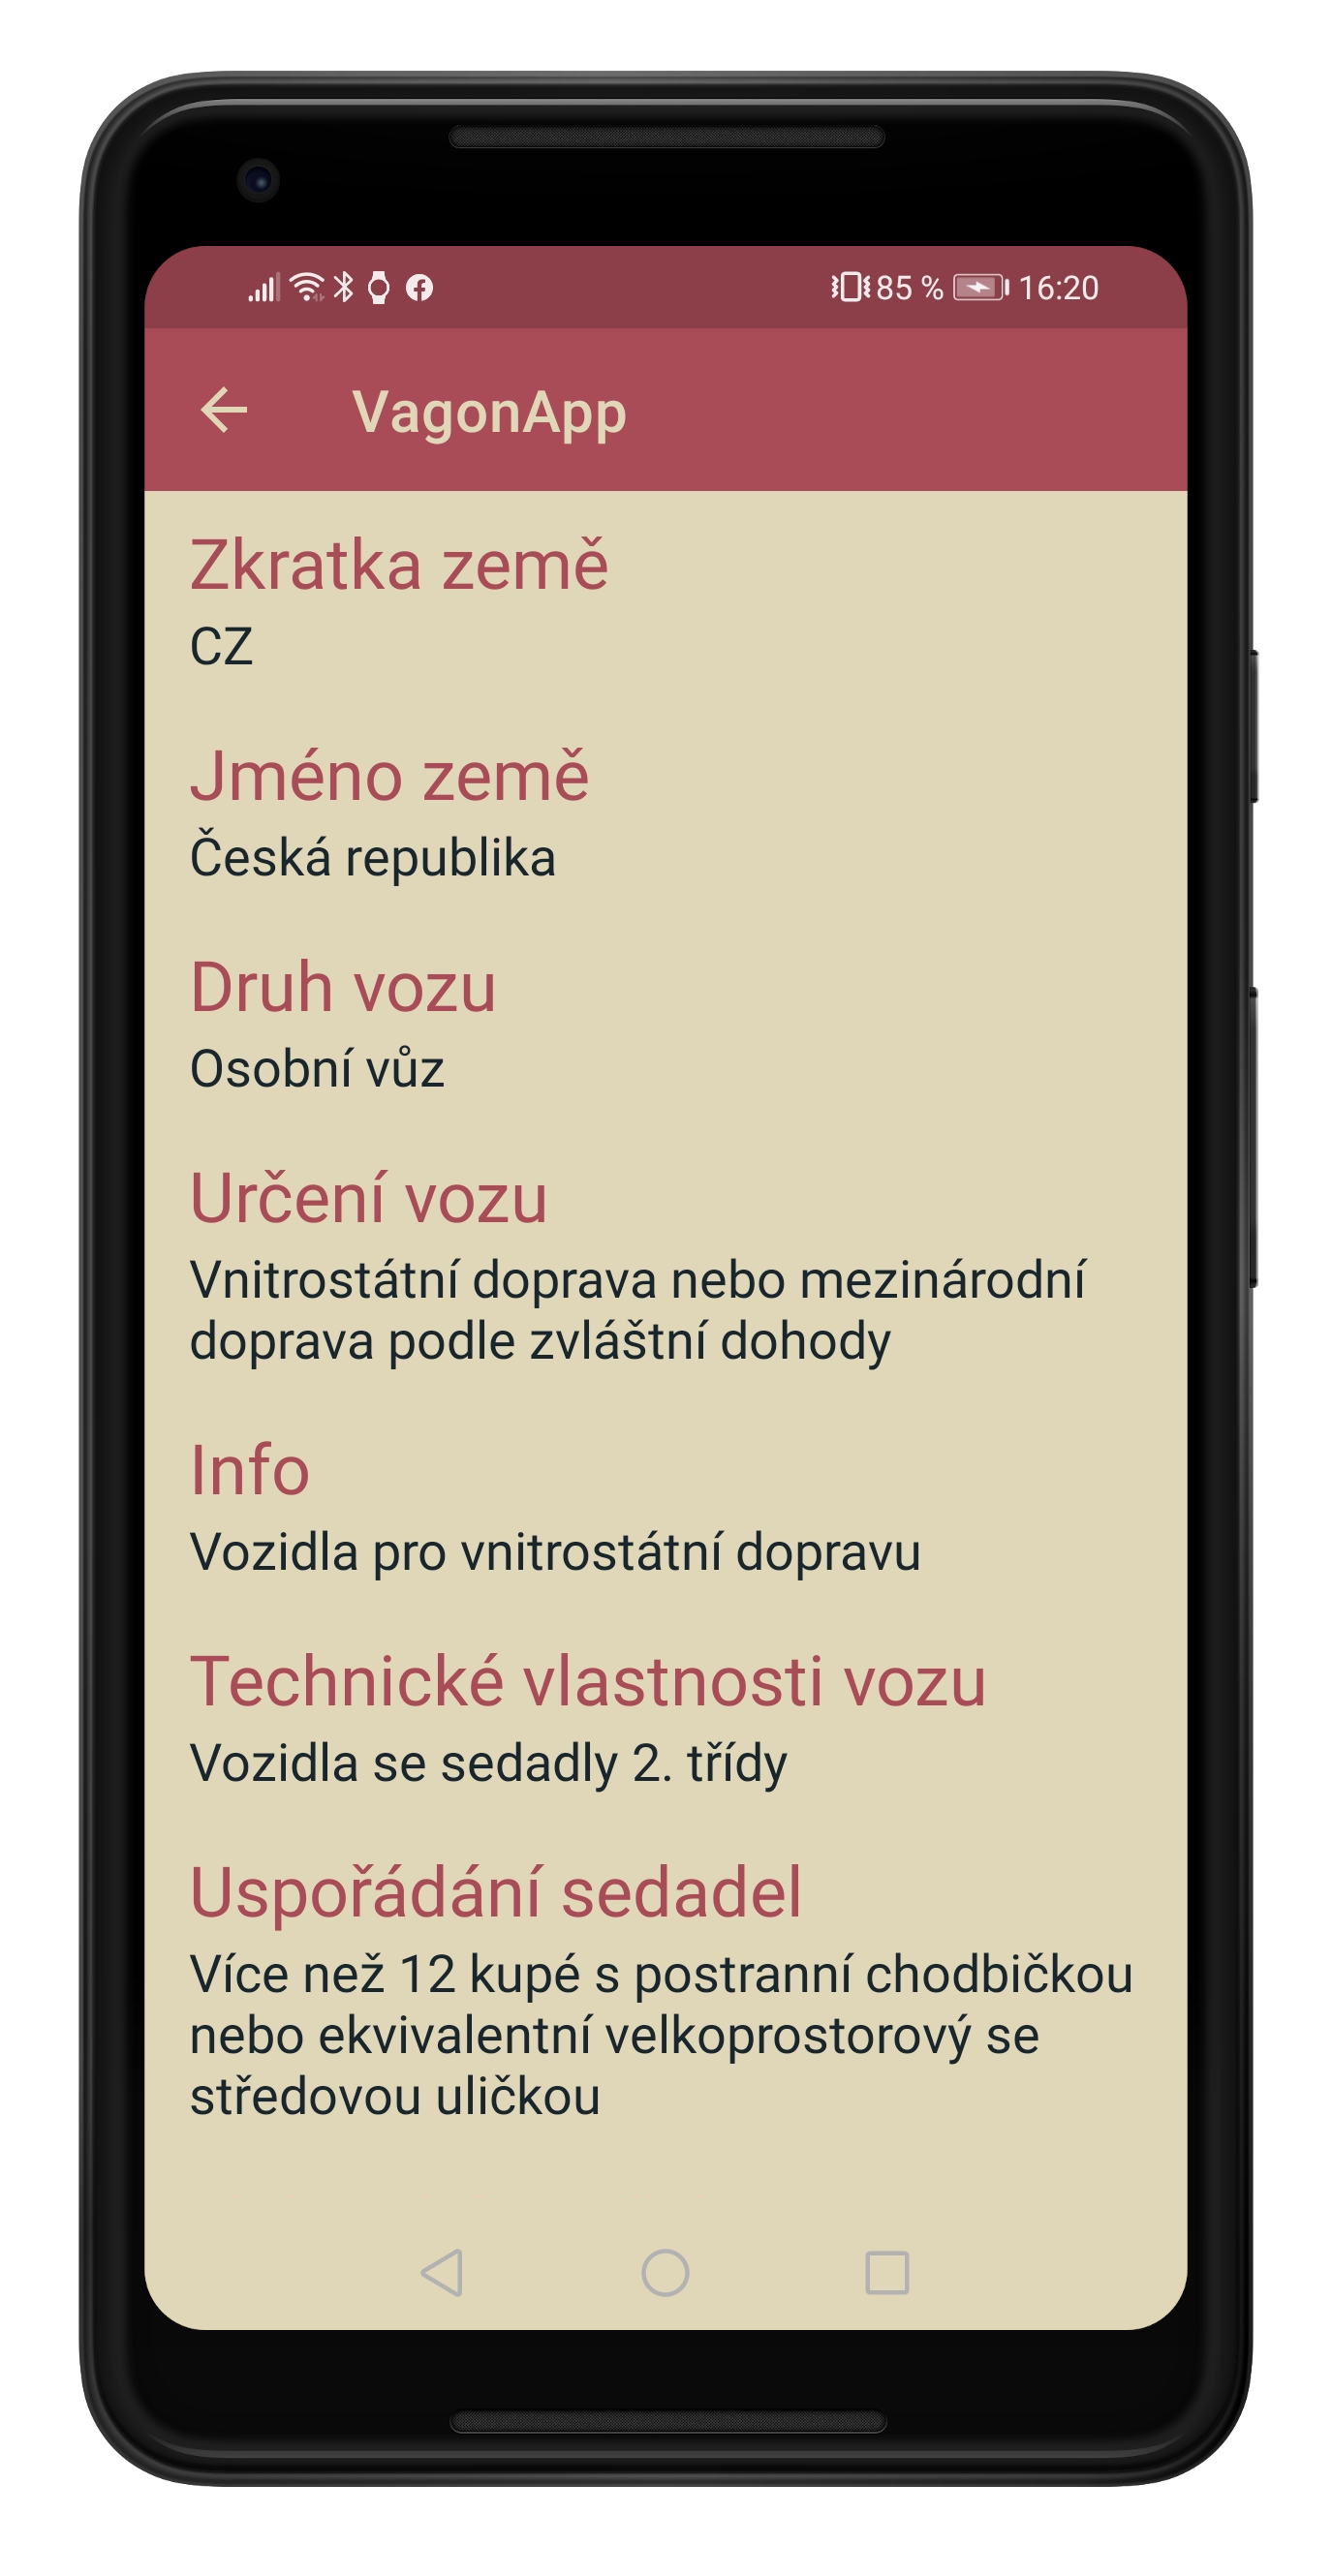 85 % 16:20
VagonApp
Zkratka země
CZ
Jméno země
Česká republika
Druh vozu
Osobní vůz
Určení vozu
Vnitrostátní doprava nebo mezinárodní
doprava podle zvláštní dohody
Info
Vozidla pro vnitrostátní dopravu
Technické vlastnosti vozu
Vozidla se sedadly 2. třídy
Uspořádání sedadel
Více než 12 kupé s postranní chodbičkou
nebo ekvivalentní velkoprostorový se
středovou uličkou